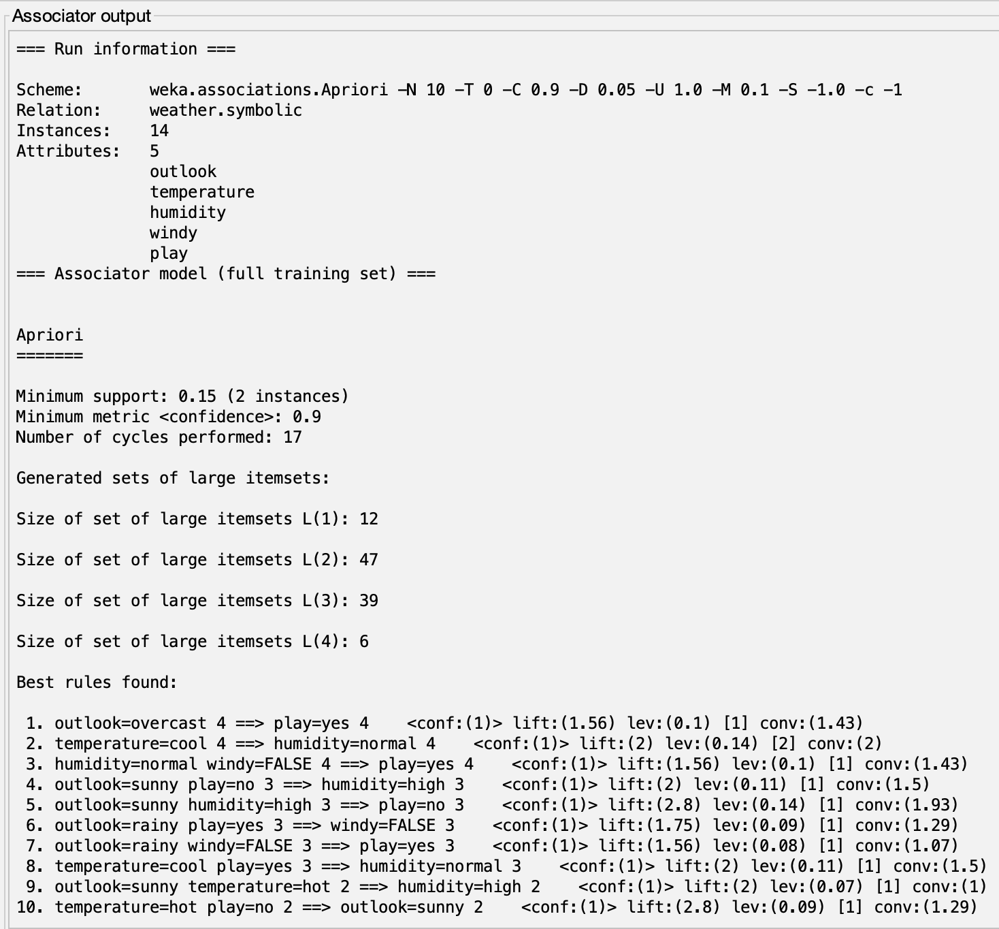 Associator output
=== Run information ===
Scheme:       weka.associations.Apriori -N 10 -T 0 -C 0.9 -D 0.05 -U 1.0 -M 0.1 -S -1.0 -c -1
Relation:     weather.symbolic
Instances:    14
Attributes:   5
              outlook
              temperature
              humidity
              windy
              play
=== Associator model (full training set) ===
Apriori
=======
Minimum support: 0.15 (2 instances)
Minimum metric <confidence>: 0.9
Number of cycles performed: 17
Generated sets of large itemsets:
Size of set of large itemsets L(1): 12
Size of set of large itemsets L(2): 47
Size of set of large itemsets L(3): 39
Size of set of large itemsets L(4): 6
Best rules found:
 1. outlook=overcast 4 ==> play=yes 4    <conf:(1)> lift:(1.56) lev:(0.1) [1] conv:(1.43)
 2. temperature=cool 4 ==> humidity=normal 4    <conf:(1)> lift:(2) lev:(0.14) [2] conv:(2)
 3. humidity=normal windy=FALSE 4 ==> play=yes 4    <conf:(1)> lift:(1.56) lev:(0.1) [1] conv:(1.43)
 4. outlook=sunny play=no 3 ==> humidity=high 3    <conf:(1)> lift:(2) lev:(0.11) [1] conv:(1.5)
 5. outlook=sunny humidity=high 3 ==> play=no 3    <conf:(1)> lift:(2.8) lev:(0.14) [1] conv:(1.93)
 6. outlook=rainy play=yes 3 ==> windy=FALSE 3    <conf:(1)> lift:(1.75) lev:(0.09) [1] conv:(1.29)
 7. outlook=rainy windy=FALSE 3 ==> play=yes 3    <conf:(1)> lift:(1.56) lev:(0.08) [1] conv:(1.07)
 8. temperature=cool play=yes 3 ==> humidity=normal 3    <conf:(1)> lift:(2) lev:(0.11) [1] conv:(1.5)
 9. outlook=sunny temperature=hot 2 ==> humidity=high 2    <conf:(1)> lift:(2) lev:(0.07) [1] conv:(1)
10. temperature=hot play=no 2 ==> outlook=sunny 2    <conf:(1)> lift:(2.8) lev:(0.09) [1] conv:(1.29)